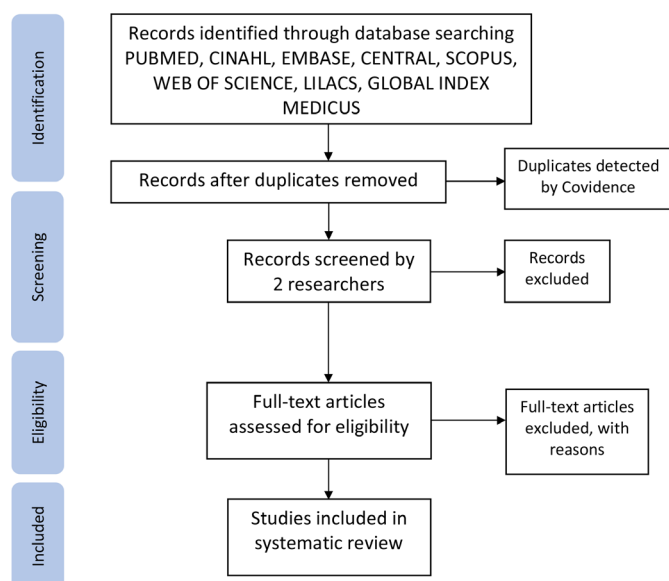 Identification
Records identified through database searching
PUBMED, CINAHL, EMBASE, CENTRAL, SCOPUS,
WEB OF SCIENCE, LILACS, GLOBAL INDEX
MEDICUS
Records after duplicates removed
Duplicates detected
by Covidence
Screening
Records screened by
2 researchers
Records
excluded
Eligibility
Full-text articles
assessed for eligibility
Full-text articles
excluded, with
reasons
Included
Studies included in
systematic review